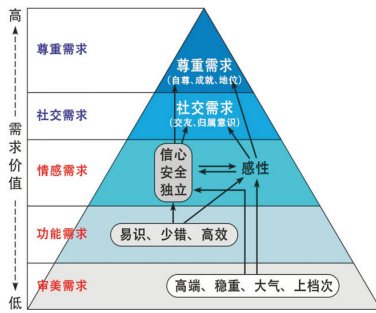 高
需求价值
低
尊重需求
尊重需求
(自尊、成就、地位)
社交需求
社交需求
(交友、归属意识)
情感需求
信心
安全
独立
感性
功能需求
易识、少错、高效
审美需求
高端、稳重、大气、上档次